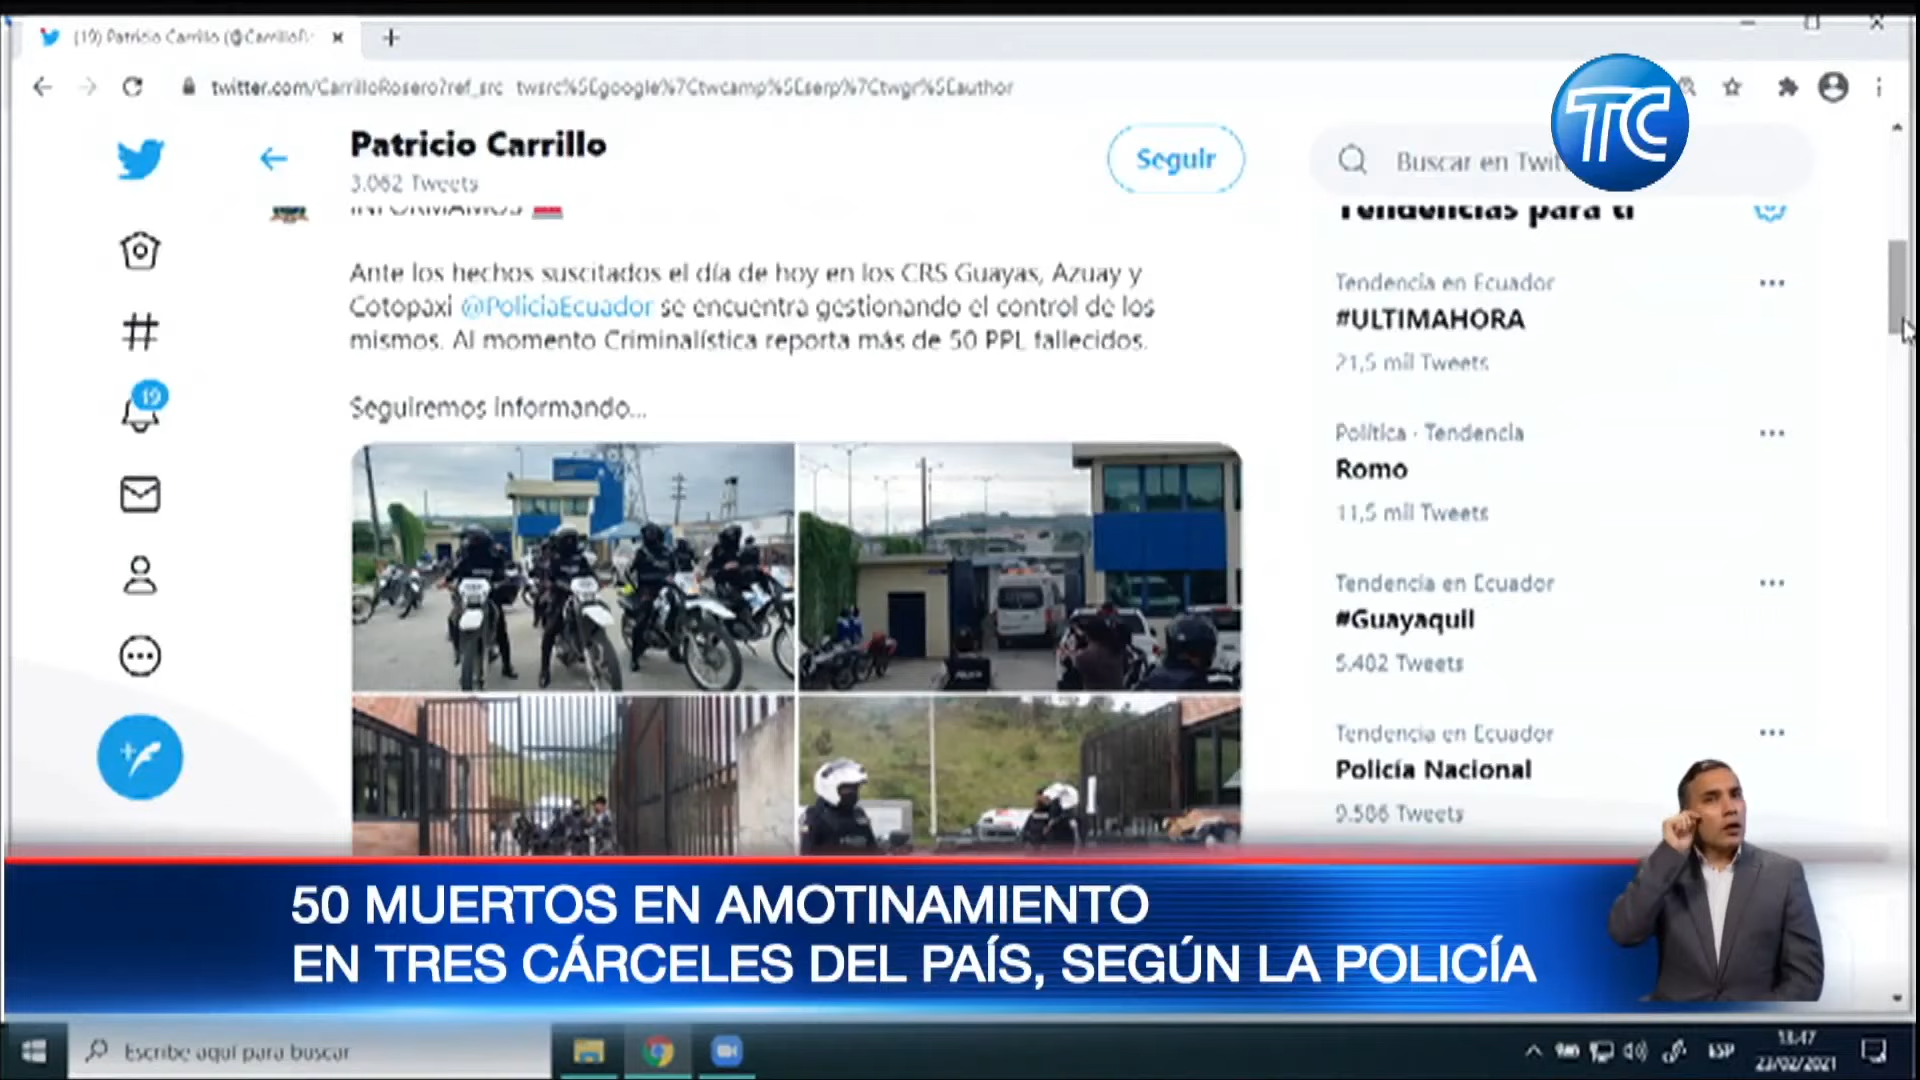 (19) Patricio Carrillo (@CarrilloR
twitter.com/CarrilloRosero?ref_src twsrc%5Egoogle%7Ctwcamp%5Eserp%7Ctwgr%5Eauthor
TC
Patricio Carrillo
3.062 Tweets
Seguir
Buscar en Twit
INFORMAMOS
Tendencias para ti
Ante los hechos suscitados el día de hoy en los CRS Guayas, Azuay y
Cotopaxi @PoliciaEcuador se encuentra gestionando el control de los
mismos. Al momento Criminalística reporta más de 50 PPL fallecidos.
Seguiremos informando...
Tendencia en Ecuador
#ULTIMAHORA
21,5 mil Tweets
Política · Tendencia
Romo
11,5 mil Tweets
Tendencia en Ecuador
#Guayaquil
5.402 Tweets
Tendencia en Ecuador
Policía Nacional
9.586 Tweets
19
50 MUERTOS EN AMOTINAMIENTO
EN TRES CÁRCELES DEL PAÍS, SEGÚN LA POLICÍA
Escribe aquí para buscar
ESP
13:47
23/02/2021